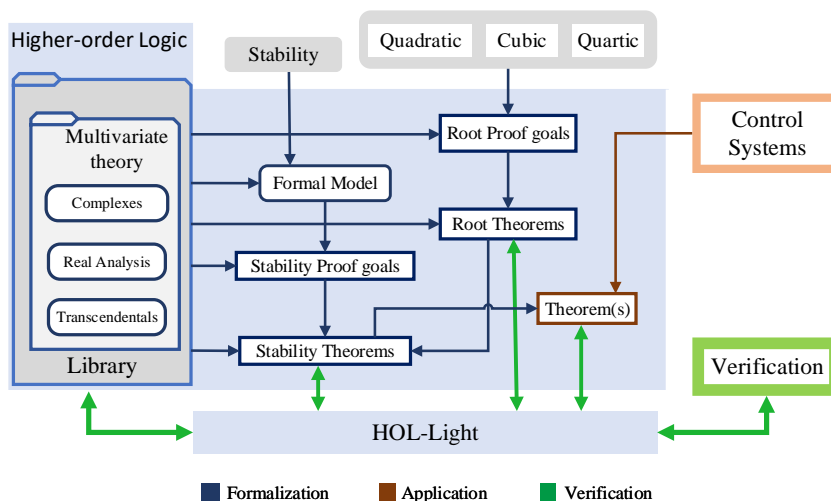 Higher-order Logic
Stability
Quadratic
Cubic
Quartic
Multivariate
theory
Complexes
Real Analysis
Transcendentals
Library
Root Proof goals
Formal Model
Root Theorems
Stability Proof goals
Theorem(s)
Stability Theorems
Control
Systems
Verification
HOL-Light
Formalization
Application
Verification